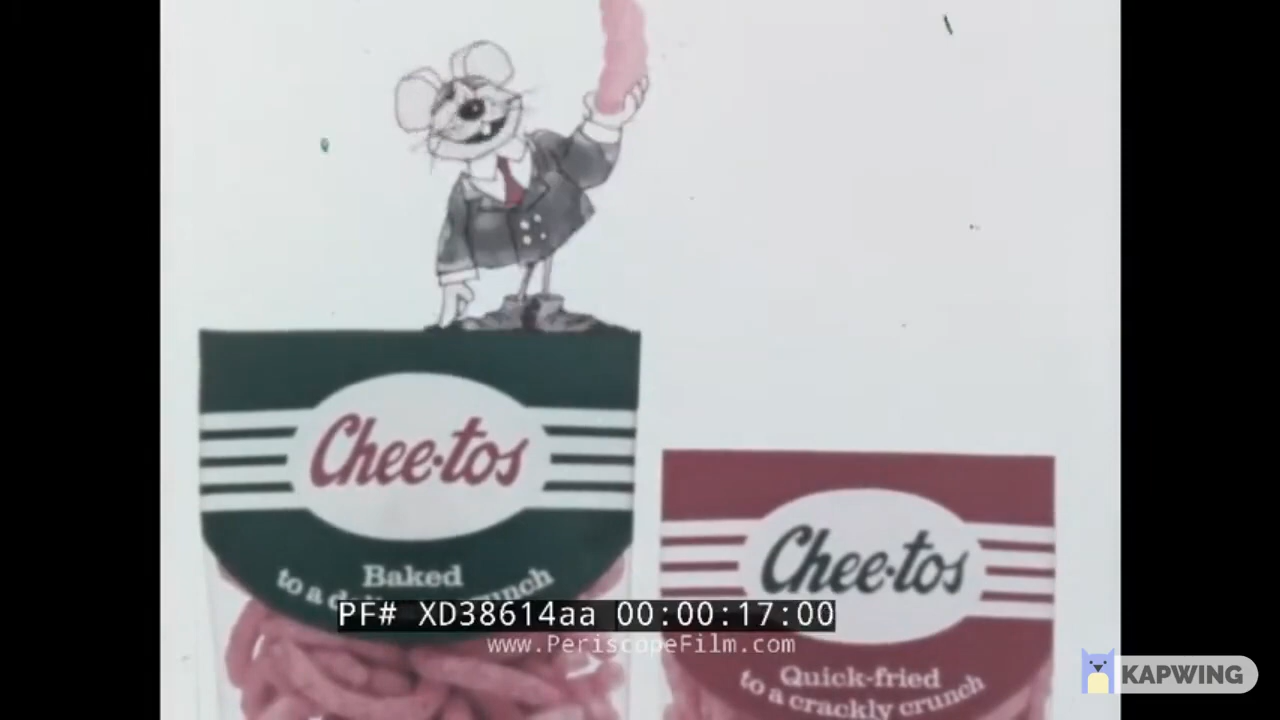 Chee·tos
Baked
to a crunch
Chee·tos
Quick-fried
to a crackly crunch
PF# XD38614aa 00:00:17:00
www.PeriscopeFilm.com
KAPWING